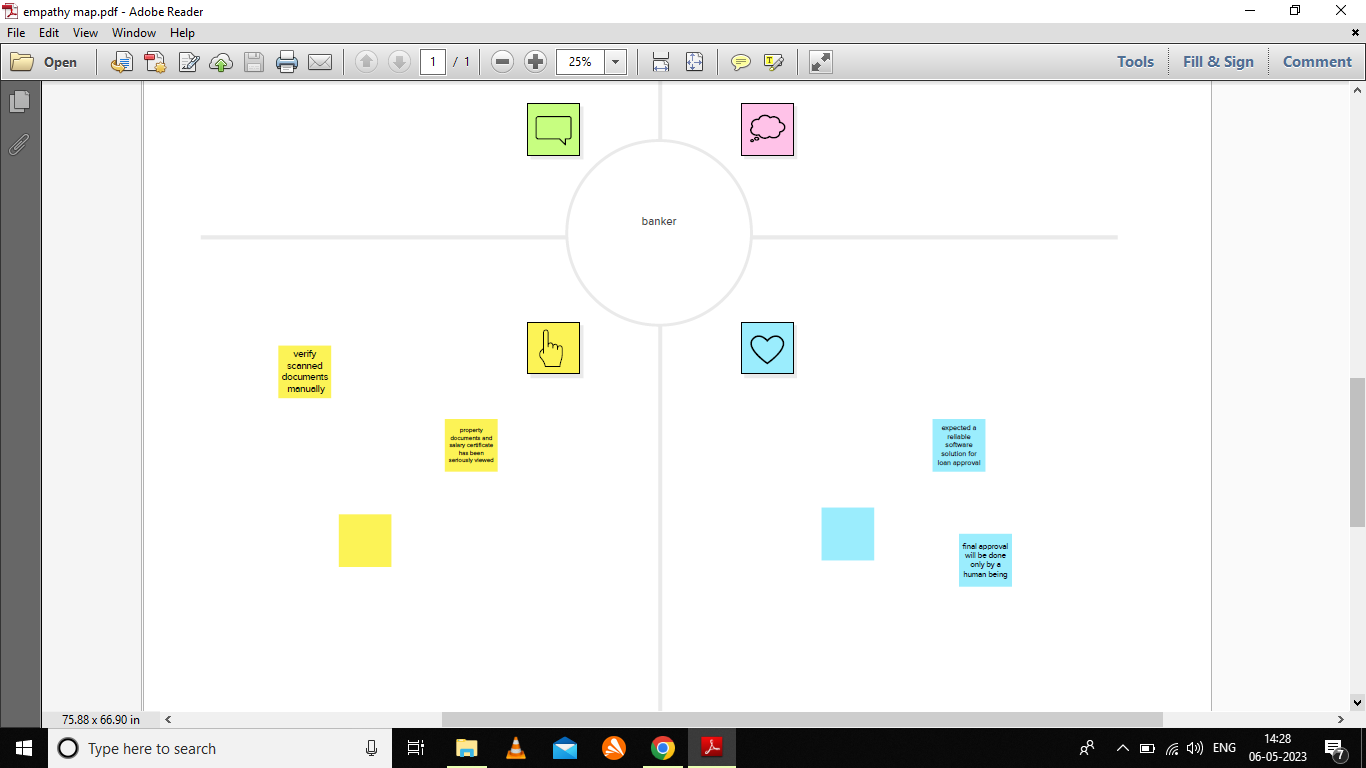 empathy map.pdf - Adobe Reader
File Edit View Window Help
Open
1 / 1
25%
Tools Fill & Sign Comment
banker
verify
scanned
documents
manually
property
documents and
salary certificate
has been
seriously viewed
expected a
reliable
software
solution for
loan approval
final approval
will be done
only by a
human being
75.88 x 66.90 in
Type here to search
ENG
14:28
06-05-2023
7